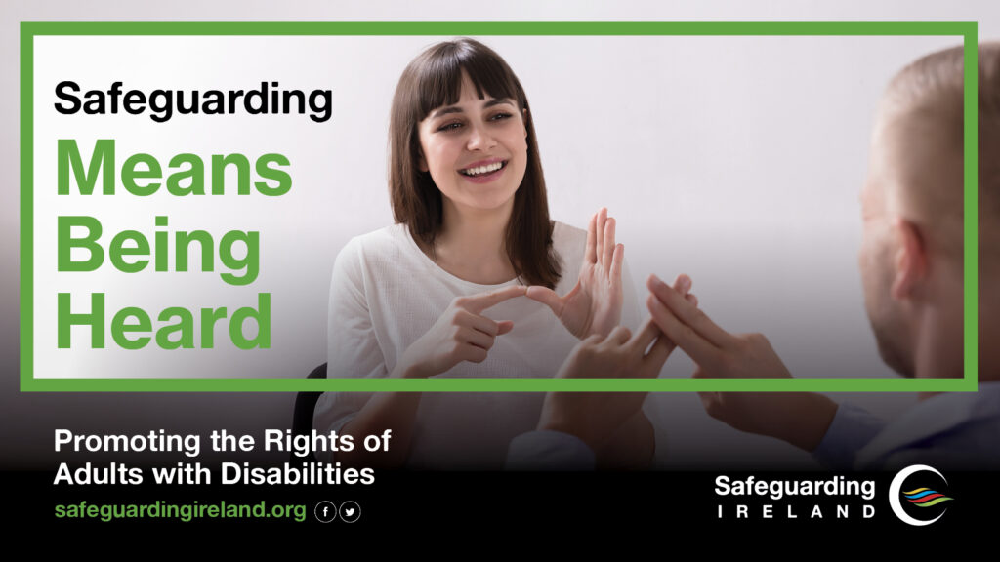 Safeguarding
Means
Being
Heard
Promoting the Rights of
Adults with Disabilities
safeguardingireland.org
Safeguarding
IRELAND